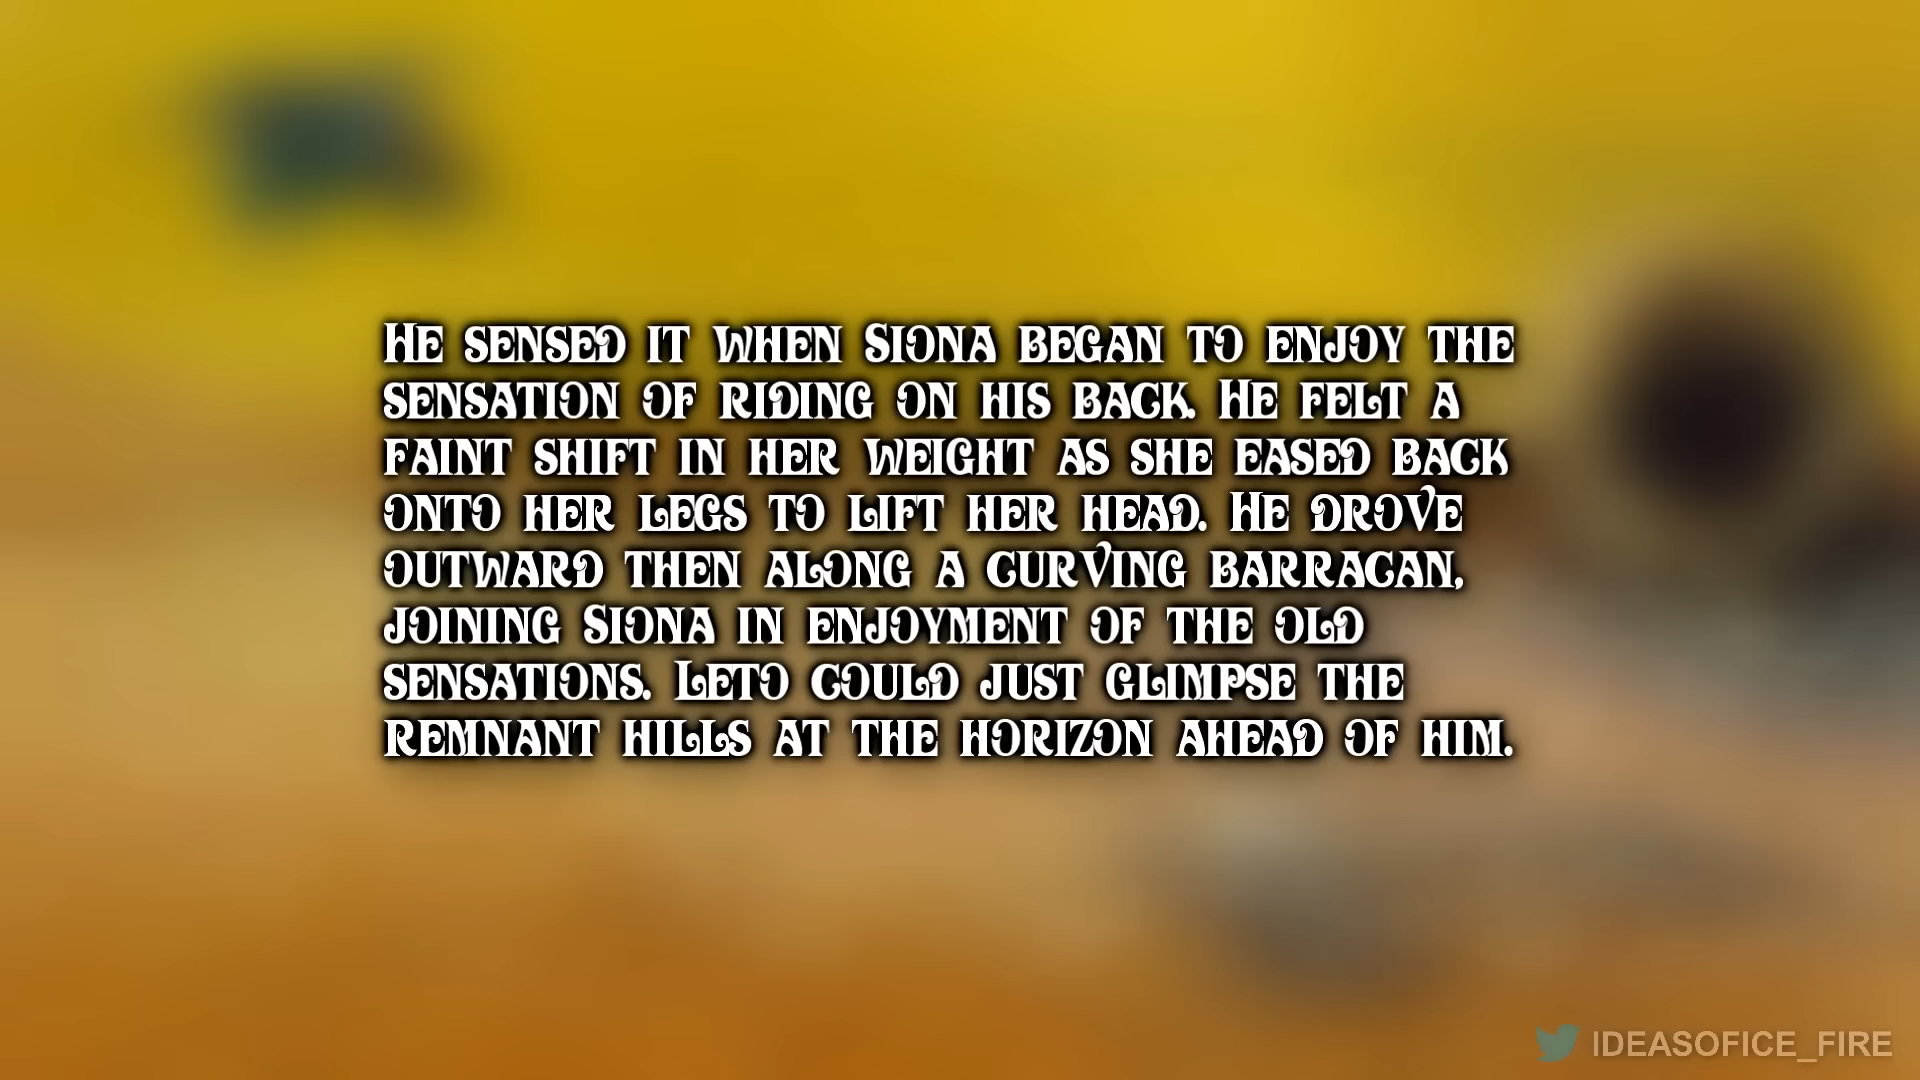 He sensed it when Siona began to enjoy the
sensation of riding on his back. He felt a
faint shift in her weight as she eased back
onto her legs to lift her head. He drove
outward then along a curving barracan,
joining Siona in enjoyment of the old
sensations. Leto could just glimpse the
remnant hills at the horizon ahead of him.
IDEASOFICE_FIRE